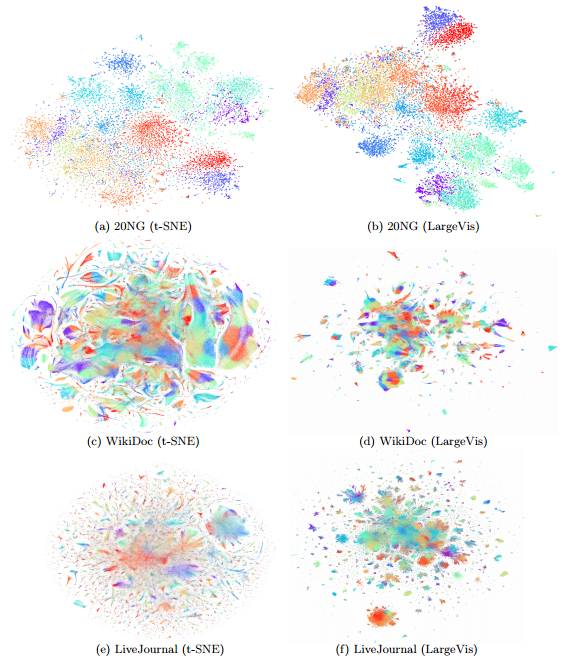 (a) 20NG (t-SNE)
(b) 20NG (LargeVis)
(c) WikiDoc (t-SNE)
(d) WikiDoc (LargeVis)
(e) LiveJournal (t-SNE)
(f) LiveJournal (LargeVis)